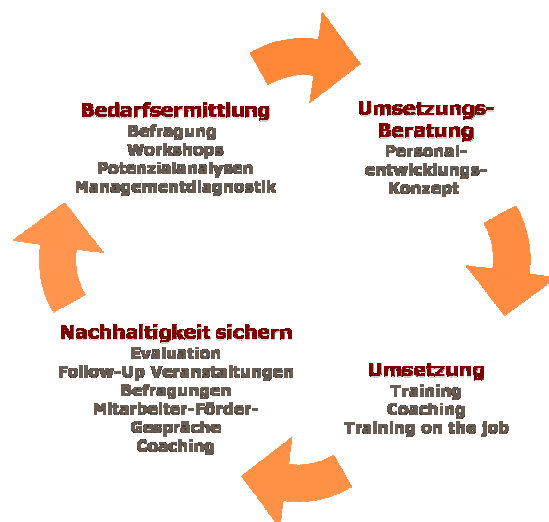 Bedarfsermittlung
Befragung
Workshops
Potenzialanalysen
Managementdiagnostik
Umsetzungs-
Beratung
Personal-
entwicklungs-
Konzept
Umsetzung
Training
Coaching
Training on the job
Nachhaltigkeit sichern
Evaluation
Follow-Up Veranstaltungen
Befragungen
Mitarbeiter-Förder-
Gespräche
Coaching